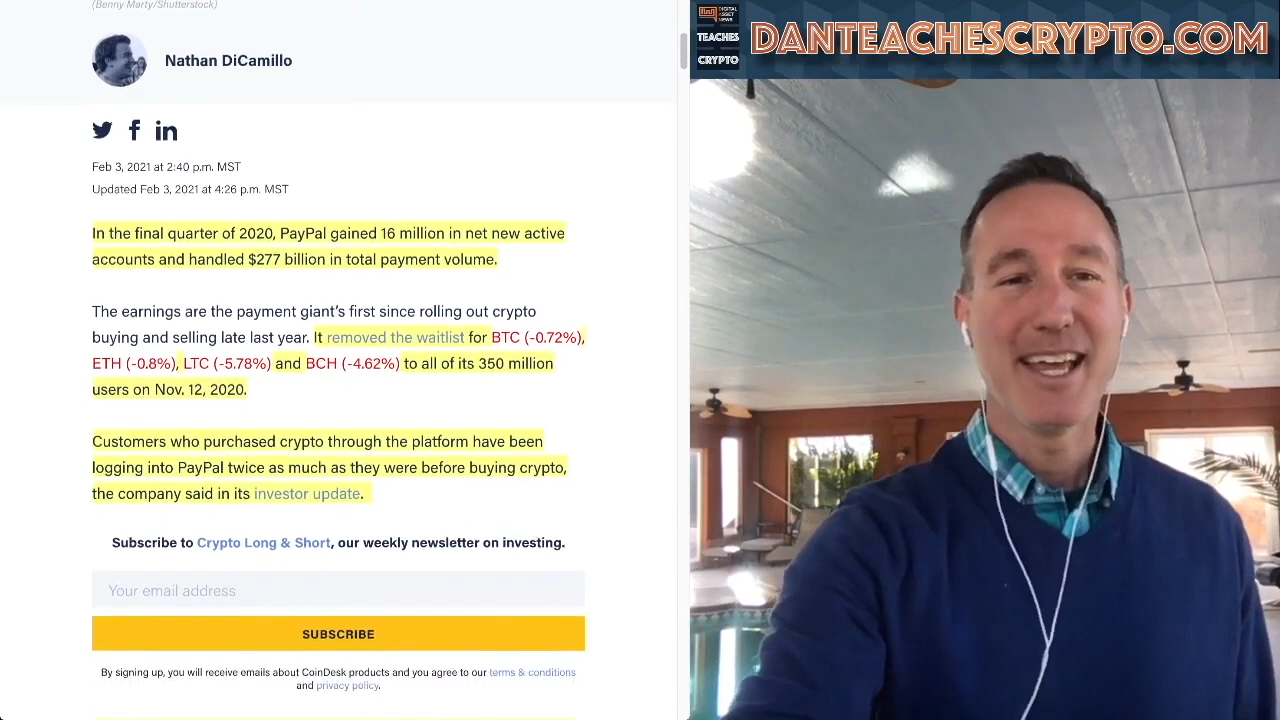 (Benny Marty/Shutterstock)
Nathan DiCamillo
Feb 3, 2021 at 2:40 p.m. MST
Updated Feb 3, 2021 at 4:26 p.m. MST
In the final quarter of 2020, PayPal gained 16 million in net new active
accounts and handled $277 billion in total payment volume.
The earnings are the payment giant's first since rolling out crypto
buying and selling late last year. It removed the waitlist for BTC (-0.72%),
ETH (-0.8%), LTC (-5.78%) and BCH (-4.62%) to all of its 350 million
users on Nov. 12, 2020.
Customers who purchased crypto through the platform have been
logging into PayPal twice as much as they were before buying crypto,
the company said in its investor update.
Subscribe to Crypto Long & Short, our weekly newsletter on investing.
Your email address
SUBSCRIBE
By signing up, you will receive emails about CoinDesk products and you agree to our terms & conditions
and privacy policy.
DIGITAL
ASSET
NEWS
TEACHES
CRYPTO
DANTEACHESCRYPTO.COM